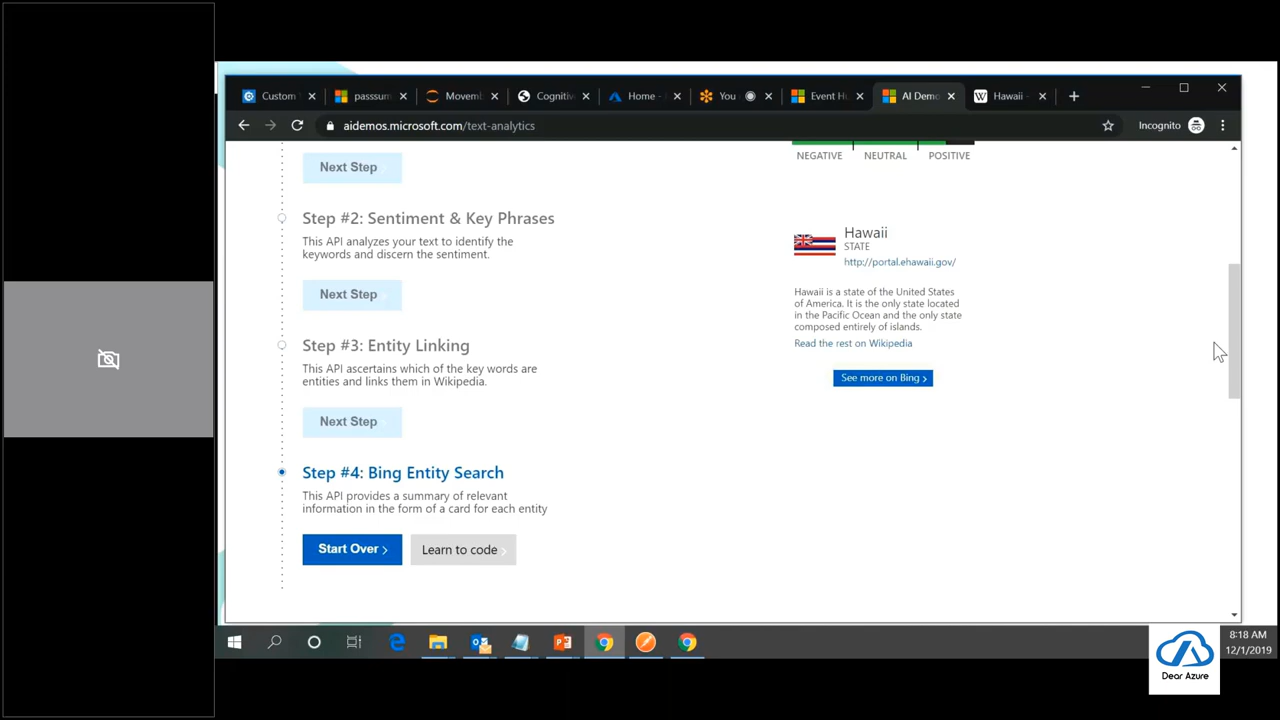 Custom
passsum
Movemb
Cognitiv
Home -
You
Event Hu
AI Demo
Hawaii -
aidemos.microsoft.com/text-analytics
Incognito
Next Step
NEGATIVE
NEUTRAL
POSITIVE
Step #2: Sentiment & Key Phrases
This API analyzes your text to identify the
keywords and discern the sentiment.
Next Step
Hawaii
STATE
http://portal.ehawaii.gov/
Hawaii is a state of the United States
of America. It is the only state located
in the Pacific Ocean and the only state
composed entirely of islands.
Read the rest on Wikipedia
See more on Bing
Step #3: Entity Linking
This API ascertains which of the key words are
entities and links them in Wikipedia.
Next Step
Step #4: Bing Entity Search
This API provides a summary of relevant
information in the form of a card for each entity
Start Over
Learn to code
8:18 AM
12/1/2019
Dear Azure